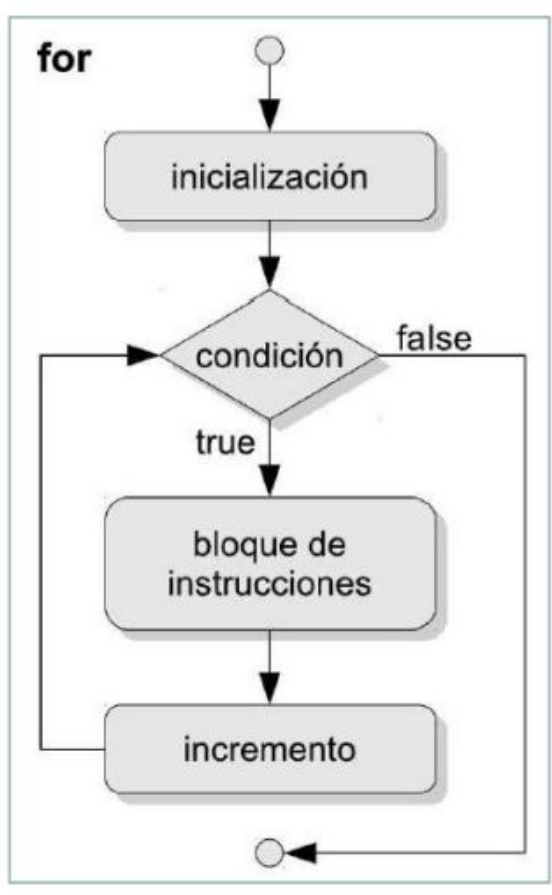 for
inicialización
condición
false
true
bloque de
instrucciones
incremento